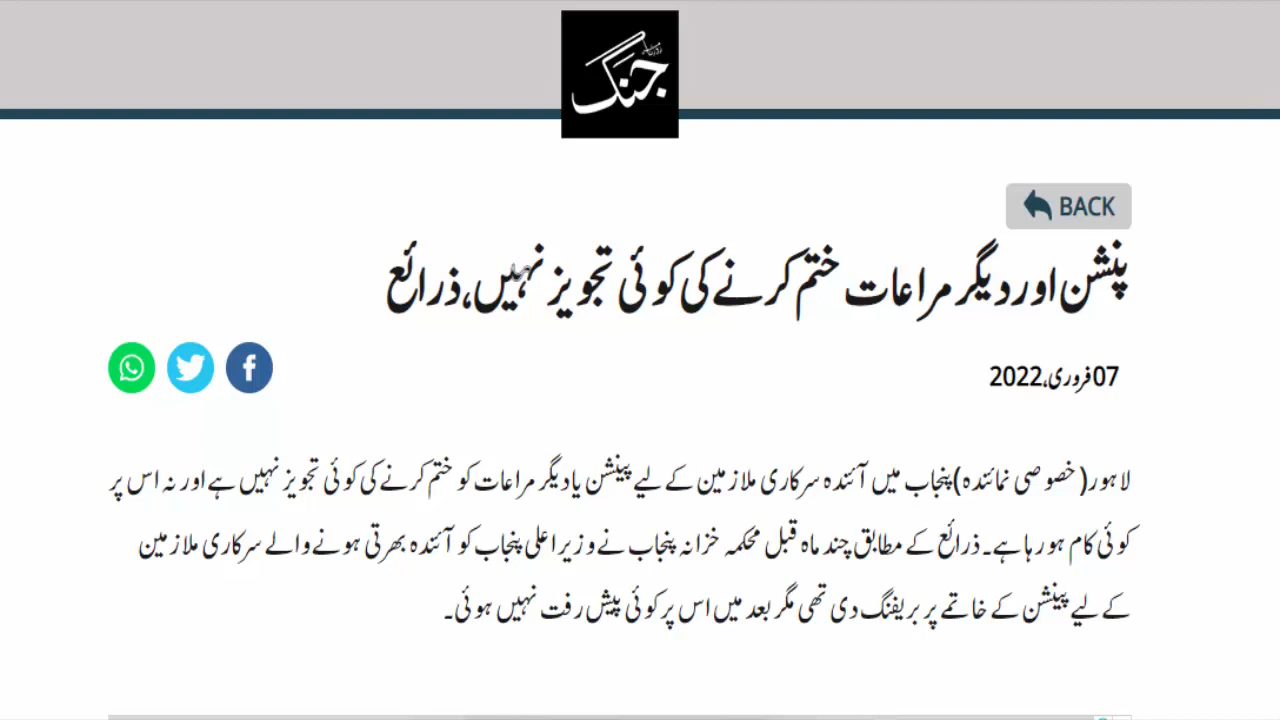 روزنامہ
جنگ
BACK
پنشن اور دیگر مراعات ختم کرنے کی کوئی تجویز نہیں، ذرائع
07 فروری، 2022
لاہور( خصوصی نمائندہ) پنجاب میں آئندہ سرکاری ملازمین کے لیے پینشن یا دیگر مراعات کو ختم کرنے کی کوئی تجویز نہیں ہے اور نہ اس پر
کوئی کام ہو رہا ہے۔ ذرائع کے مطابق چند ماہ قبل محکمہ خزانہ پنجاب نے وزیراعلی پنجاب کو آئندہ بھرتی ہونے والے سرکاری ملازمین
کے لیے پینشن کے خاتمے پر بریفنگ دی تھی مگر بعد میں اس پر کوئی پیش رفت نہیں ہوئی۔